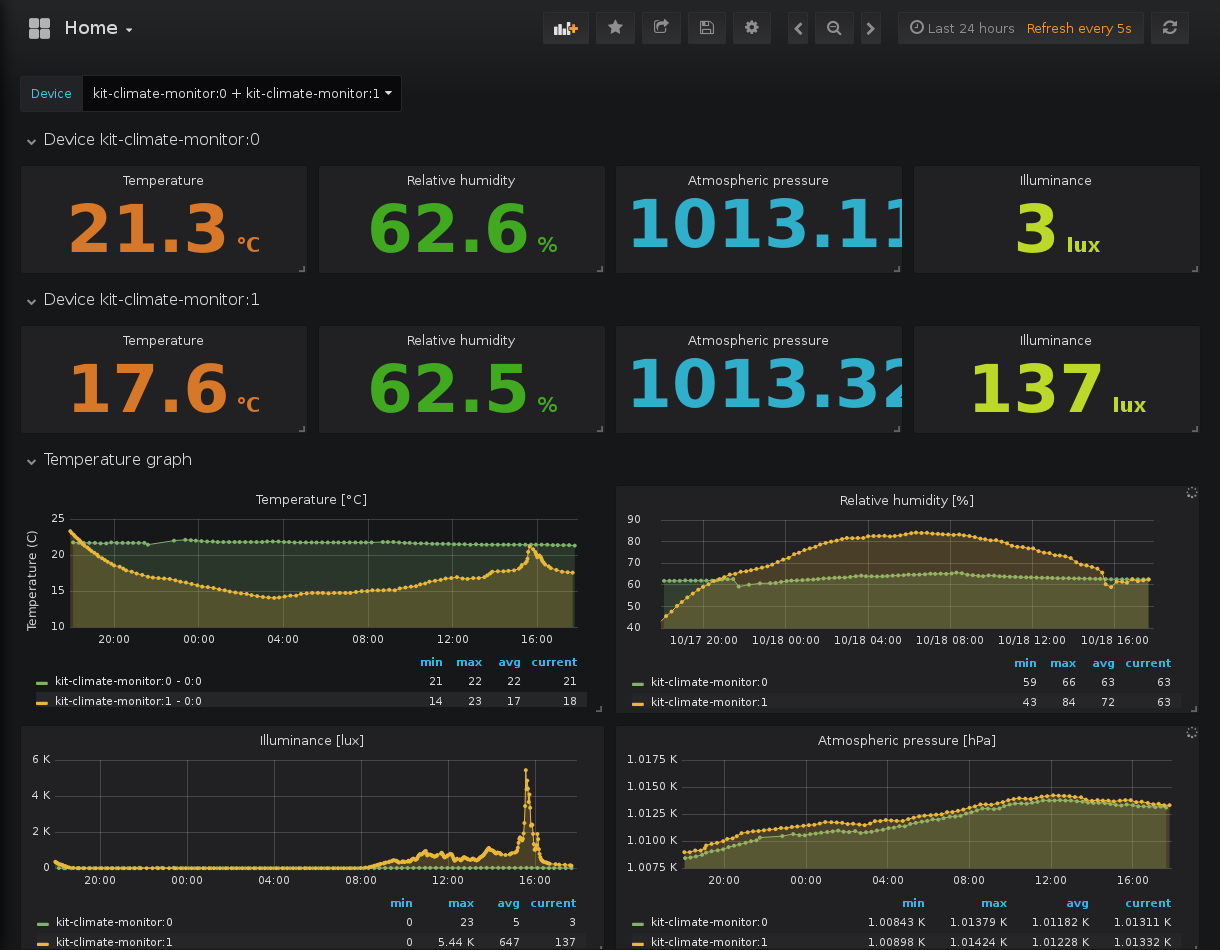 Home
Last 24 hours Refresh every 5s
Device kit-climate-monitor:0 + kit-climate-monitor:1
Device kit-climate-monitor:0
Temperature Relative humidity Atmospheric pressure Illuminance
21.3 °C 62.6 % 1013.11 3 lux
Device kit-climate-monitor:1
Temperature Relative humidity Atmospheric pressure Illuminance
17.6 °C 62.5 % 1013.32 137 lux
Temperature graph
Temperature [°C]
Temperature (C)
25
20
15
10
20:00 00:00 04:00 08:00 12:00 16:00
min max avg current
kit-climate-monitor:0 - 0:0 21 22 22 21
kit-climate-monitor:1 - 0:0 14 23 17 18
Relative humidity [%]
90
80
70
60
50
40
10/17 20:00 10/18 00:00 10/18 04:00 10/18 08:00 10/18 12:00 10/18 16:00
min max avg current
kit-climate-monitor:0 59 66 63 63
kit-climate-monitor:1 43 84 72 63
Illuminance [lux]
6 K
4 K
2 K
0
20:00 00:00 04:00 08:00 12:00 16:00
min max avg current
kit-climate-monitor:0 0 23 5 3
kit-climate-monitor:1 0 5.44 K 647 137
Atmospheric pressure [hPa]
1.0175 K
1.0150 K
1.0125 K
1.0100 K
1.0075 K
20:00 00:00 04:00 08:00 12:00 16:00
min max avg current
kit-climate-monitor:0 1.00843 K 1.01379 K 1.01182 K 1.01311 K
kit-climate-monitor:1 1.00898 K 1.01424 K 1.01228 K 1.01332 K